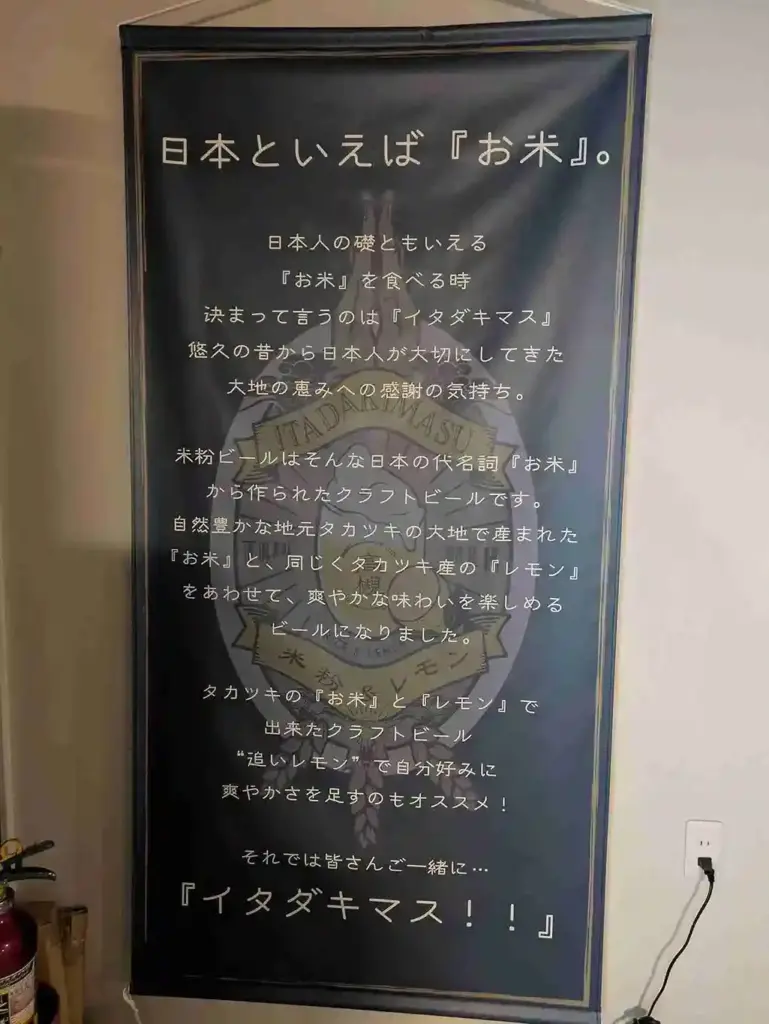 日本といえば『お米』。
日本人の礎ともいえる
『お米』を食べる時
決まって言うのは『イタダキマス』
悠久の昔から日本人が大切にしてきた
大地の恵みへの感謝の気持ち。
ITADAKIMASU
米粉ビールはそんな日本の代名詞『お米』
から作られたクラフトビールです。
自然豊かな地元タカツキの大地で産まれた
『お米』と、同じくタカツキ産の『レモン』
をあわせて、爽やかな味わいを楽しめる
ビールになりました。
高槻
米粉&レモン
タカツキの『お米』と『レモン』で
出来たクラフトビール
“追いレモン”で自分好みに
爽やかさを足すのもオススメ！
それでは皆さんご一緒に…
『イタダキマス！！』